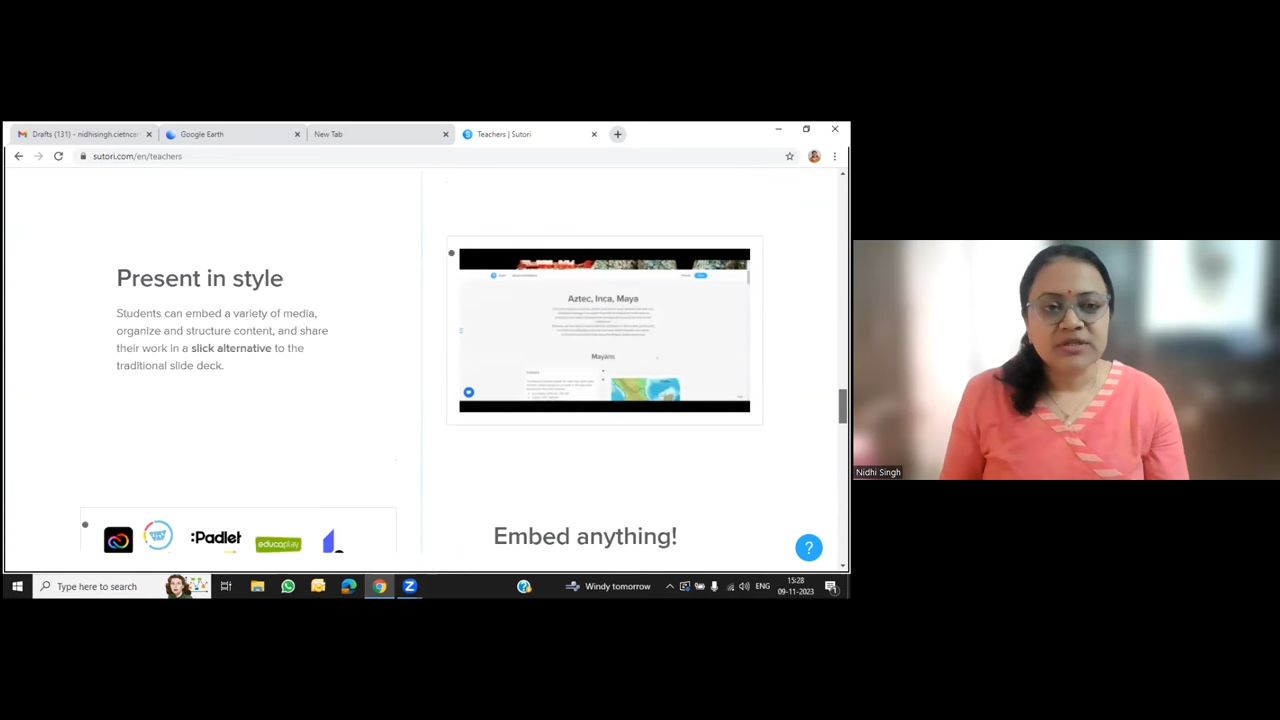 Drafts (131) - nidhisingh.cietncer
Google Earth
New Tab
Teachers | Sutori
sutori.com/en/teachers
Present in style
Students can embed a variety of media,
organize and structure content, and share
their work in a slick alternative to the
traditional slide deck.
Aztec, Inca, Maya
Mayans
:Padlet
educaplay
Embed anything!
?
Nidhi Singh
Type here to search
Windy tomorrow
ENG
15:28
09-11-2023